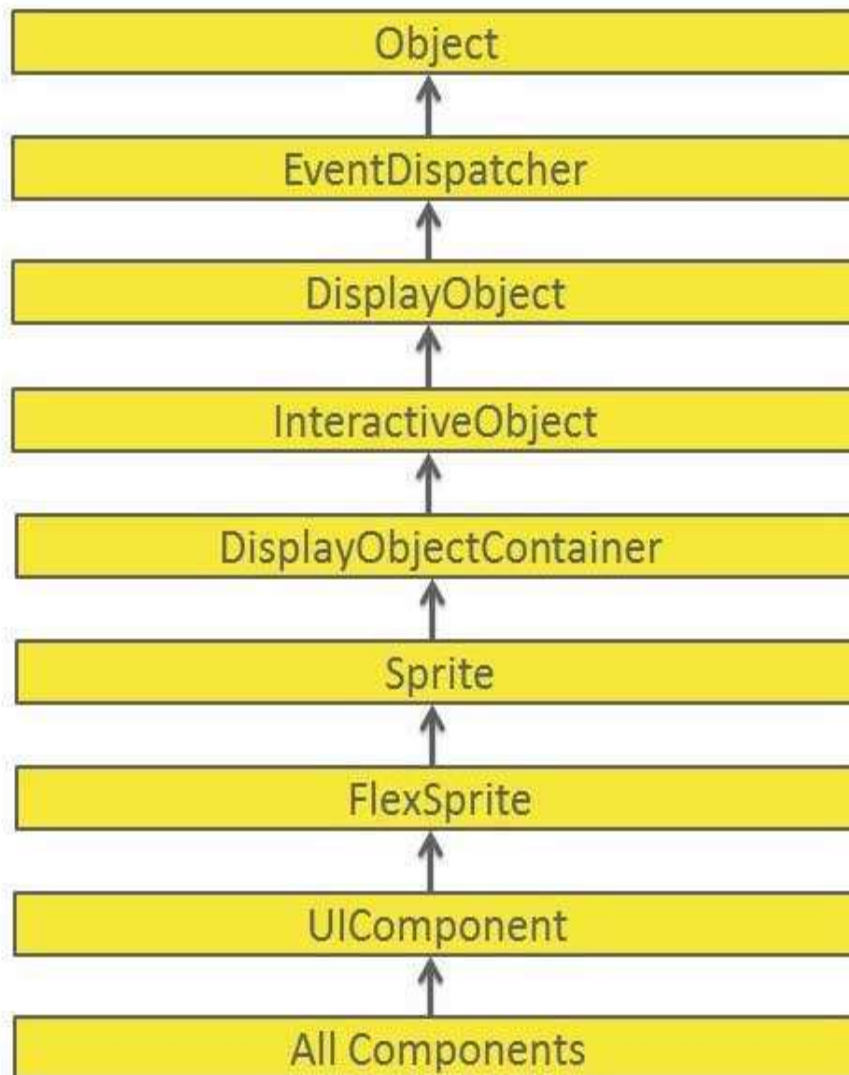 Object
EventDispatcher
DisplayObject
InteractiveObject
DisplayObjectContainer
Sprite
FlexSprite
UIComponent
All Components